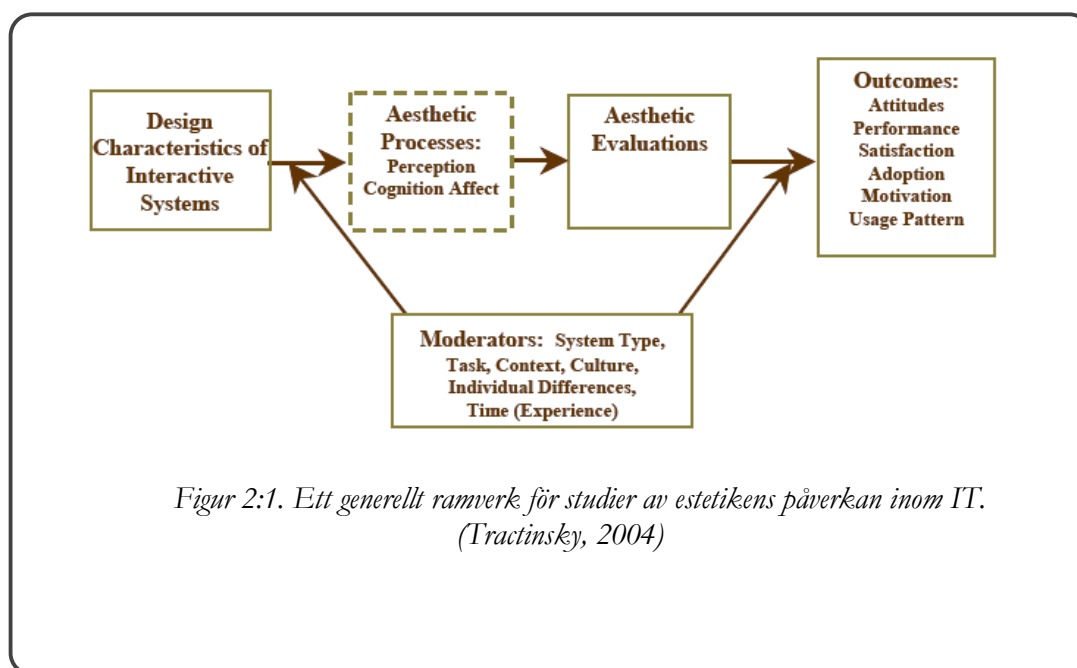 Design
Characteristics of
Interactive
Systems
Aesthetic
Processes:
Perception
Cognition Affect
Aesthetic
Evaluations
Outcomes:
Attitudes
Performance
Satisfaction
Adoption
Motivation
Usage Pattern
Moderators: System Type,
Task, Context, Culture,
Individual Differences,
Time (Experience)
Figur 2:1. Ett generellt ramverk för studier av estetikens påverkan inom IT.
(Tractinsky, 2004)